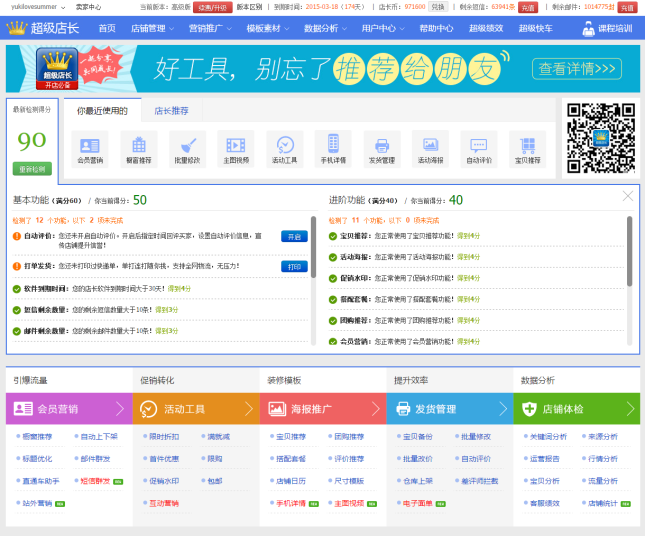 yukilovesummer 卖家中心 当前版本: 高级版 续费/升级 版本区别 | 到期时间: 2015-03-18 (174天) | 店长币: 971600 兑换 | 剩余短信: 63941条 充值 | 剩余邮件: 1014775封 充值
超级店长 首页 店铺管理 营销推广 模板素材 数据分析 用户中心 帮助中心 超级绩效 超级快车 课程培训
超级店长
开店必备
好工具, 别忘了推荐给朋友 查看详情>>>
最新检测得分
90
重新检测
你最近使用的 店长推荐
会员营销 橱窗推荐 批量修改 主图视频 活动工具 手机详情 发货管理 活动海报 自动评价 宝贝推荐
基本功能 (满分60) / 你当前得分: 50
检测了 12 个功能, 以下 2 项未完成
自动评价: 您还未开启自动评价, 开启后指定时间回评买家, 设置自动评价信息, 宣
传店铺提升信誉! 开启
打单发货: 您还未打印过快递单, 单打连打随你挑, 支持全网物流, 无压力! 打印
软件到期时间: 您的店长软件到期时间大于30天! 得到4分
短信剩余数量: 您的剩余短信数量大于10条! 得到3分
邮件剩余数量: 您的剩余邮件数量大于10条! 得到3分
进阶功能 (满分40) / 你当前得分: 40
检测了 11 个功能, 以下 0 项未完成
宝贝推荐: 您正常使用了宝贝推荐功能! 得到4分
活动海报: 您正常使用了活动海报功能! 得到4分
促销水印: 您正常使用了促销水印功能! 得到4分
搭配套餐: 您正常使用了搭配套餐功能! 得到4分
团购推荐: 您正常使用了团购推荐功能! 得到4分
会员营销: 您正常使用了会员营销功能! 得到4分
引爆流量 促销转化 装修模板 提升效率 数据分析
会员营销 活动工具 海报推广 发货管理 店铺体检
橱窗推荐 自动上下架 限时折扣 满就减 宝贝推荐 团购推荐 宝贝备份 批量修改 关键词分析 来源分析
标题优化 邮件群发 首件优惠 限购 搭配套餐 评价推荐 批量改价 自动评价 运营报告 行情分析
直通车助手 短信群发 促销水印 包邮 店铺日历 尺寸模版 仓库上架 差评师拦截 宝贝分析 流量分析
站外营销 互动营销 手机详情 主图视频 电子面单 客服绩效 店铺统计